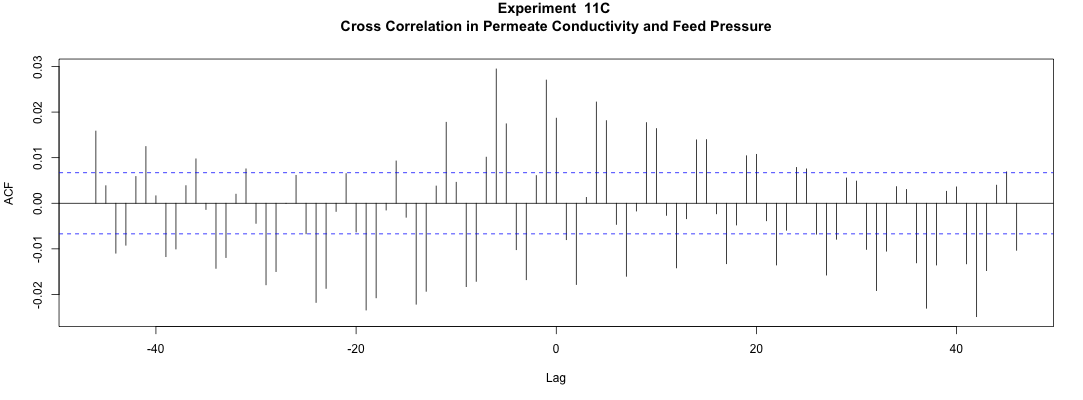 Experiment  11C
Cross Correlation in Permeate Conductivity and Feed Pressure
0.03
0.02
0.01
0.00
-0.01
-0.02
ACF
-40 -20 0 20 40
Lag